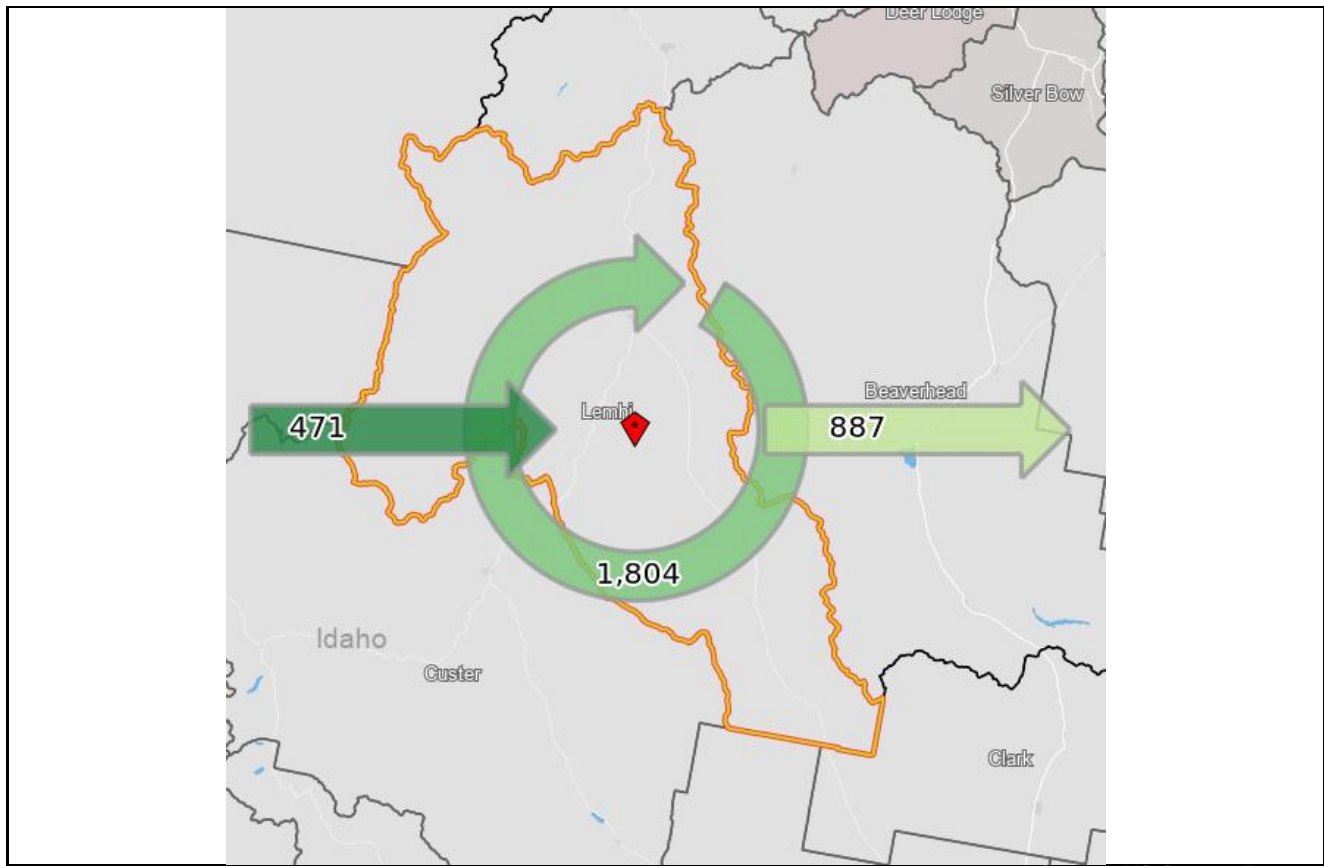 Deer Lodge
Silver Bow
Beaverhead
Lemhi
471
887
1,804
Idaho
Custer
Clark